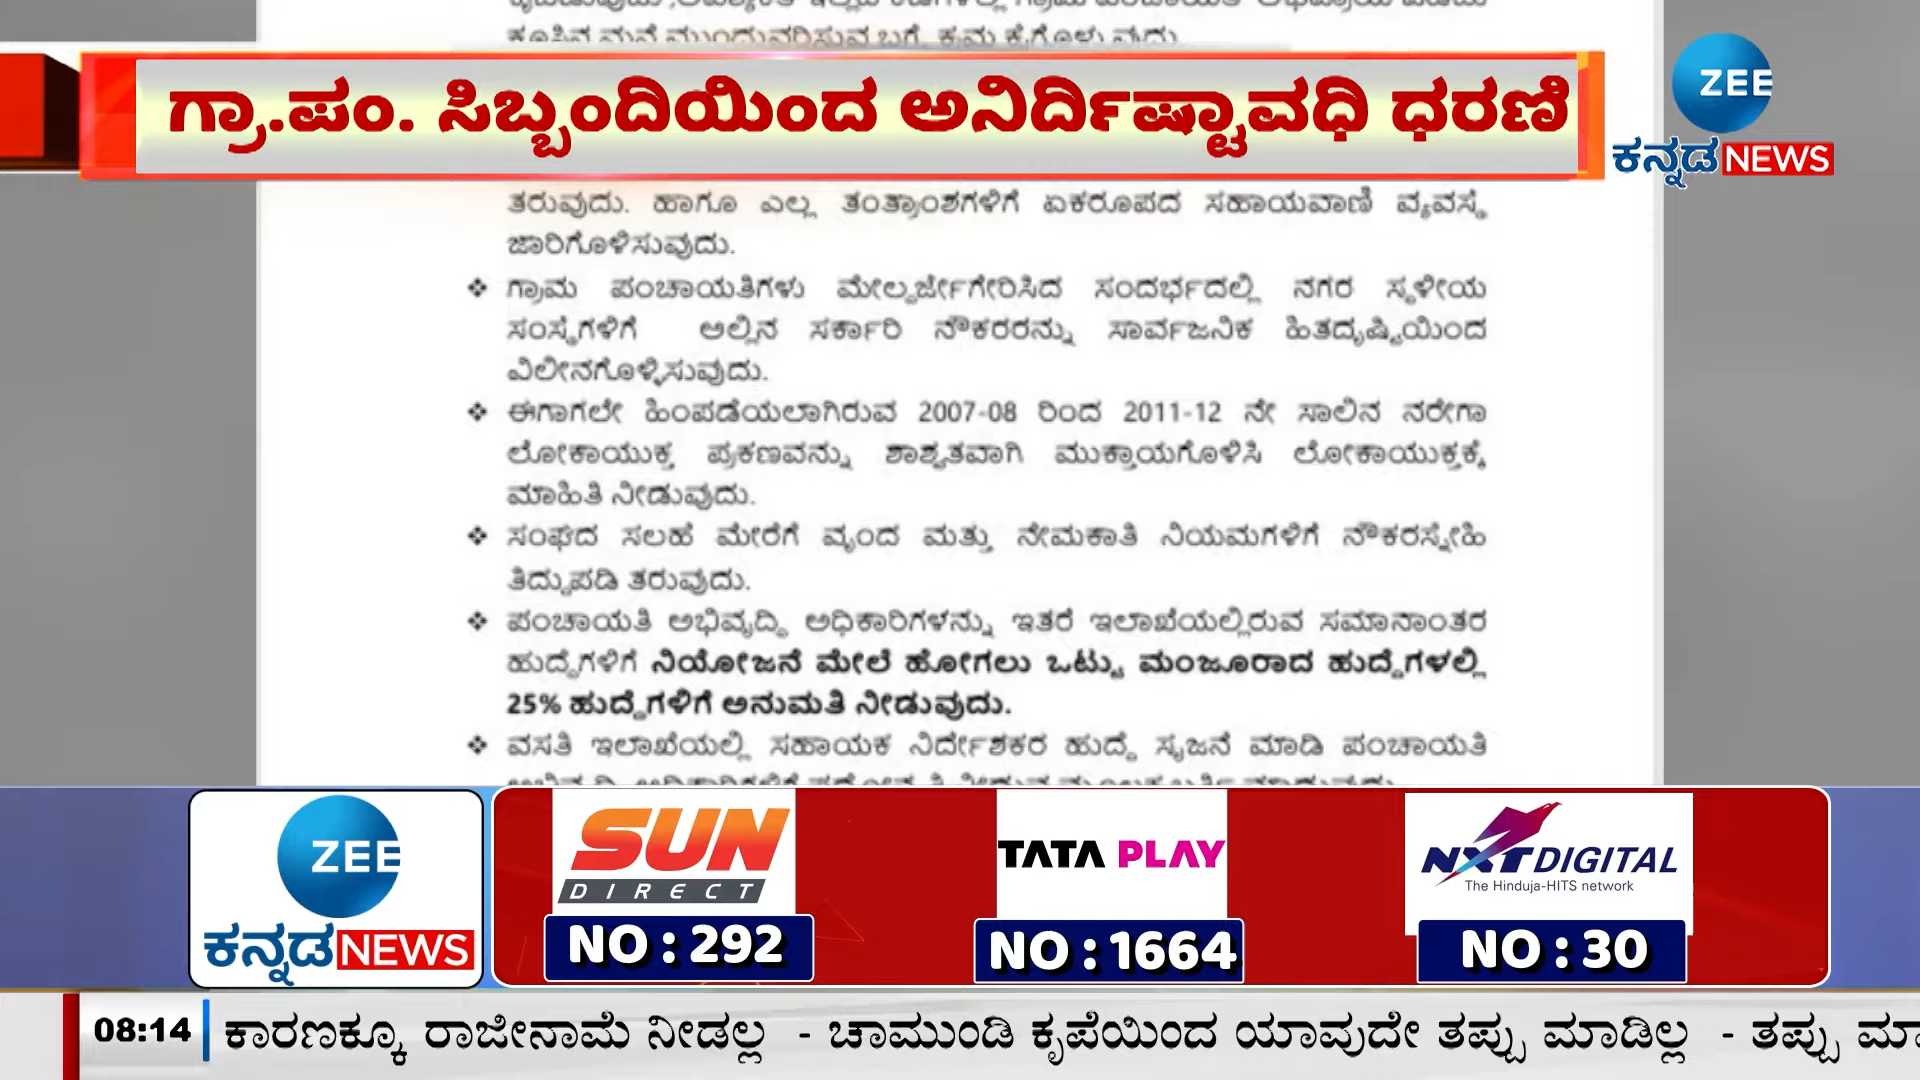 ಗ್ರಾ.ಪಂ. ಸಿಬ್ಬಂದಿಯಿಂದ ಅನಿರ್ದಿಷ್ಟಾವಧಿ ಧರಣಿ
ZEE
ಕನ್ನಡ NEWS
ತರುವುದು. ಹಾಗೂ ಎಲ್ಲ ತಂತ್ರಾಂಶಗಳಿಗೆ ಏಕರೂಪದ ಸಹಾಯವಾಣಿ ವ್ಯವಸ್ಥೆ
ಜಾರಿಗೊಳಿಸುವುದು.
❖ ಗ್ರಾಮ ಪಂಚಾಯತಿಗಳು ಮೇಲ್ದರ್ಜೇಗೇರಿಸಿದ ಸಂದರ್ಭದಲ್ಲಿ ನಗರ ಸ್ಥಳೀಯ
ಸಂಸ್ಥೆಗಳಿಗೆ ಅಲ್ಲಿನ ಸರ್ಕಾರಿ ನೌಕರರನ್ನು ಸಾರ್ವಜನಿಕ ಹಿತದೃಷ್ಟಿಯಿಂದ
ವಿಲೀನಗೊಳ್ಳಿಸುವುದು.
❖ ಈಗಾಗಲೇ ಹಿಂಪಡೆಯಲಾಗಿರುವ 2007-08 ರಿಂದ 2011-12 ನೇ ಸಾಲಿನ ನರೇಗಾ
ಲೋಕಾಯುಕ್ತ ಪ್ರಕಣವನ್ನು ಶಾಶ್ವತವಾಗಿ ಮುಕ್ತಾಯಗೊಳಿಸಿ ಲೋಕಾಯುಕ್ತಕ್ಕೆ
ಮಾಹಿತಿ ನೀಡುವುದು.
❖ ಸಂಘದ ಸಲಹೆ ಮೇರೆಗೆ ವೃಂದ ಮತ್ತು ನೇಮಕಾತಿ ನಿಯಮಗಳಿಗೆ ನೌಕರಸ್ನೇಹಿ
ತಿದ್ದುಪಡಿ ತರುವುದು.
❖ ಪಂಚಾಯತಿ ಅಭಿವೃದ್ಧಿ ಅಧಿಕಾರಿಗಳನ್ನು ಇತರೆ ಇಲಾಖೆಯಲ್ಲಿರುವ ಸಮಾನಾಂತರ
ಹುದ್ದೆಗಳಿಗೆ ನಿಯೋಜನೆ ಮೇಲೆ ಹೋಗಲು ಒಟ್ಟು ಮಂಜೂರಾದ ಹುದ್ದೆಗಳಲ್ಲಿ
25% ಹುದ್ದೆಗಳಿಗೆ ಅನುಮತಿ ನೀಡುವುದು.
❖ ವಸತಿ ಇಲಾಖೆಯಲ್ಲಿ ಸಹಾಯಕ ನಿರ್ದೇಶಕರ ಹುದ್ದೆ ಸೃಜನೆ ಮಾಡಿ ಪಂಚಾಯತಿ
ZEE
ಕನ್ನಡ NEWS
SUN
DIRECT
NO : 292
TATA PLAY
NO : 1664
NXTDIGITAL
The Hinduja-HITS network
NO : 30
08:14 ಕಾರಣಕ್ಕೂ ರಾಜೀನಾಮೆ ನೀಡಲ್ಲ - ಚಾಮುಂಡಿ ಕೃಪೆಯಿಂದ ಯಾವುದೇ ತಪ್ಪು ಮಾಡಿಲ್ಲ - ತಪ್ಪು